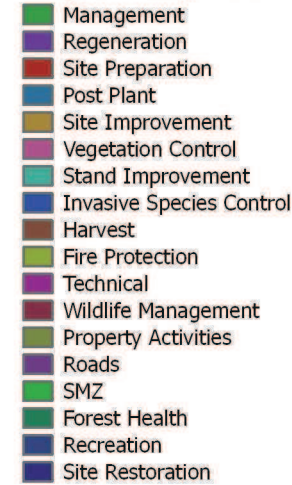 Management
Regeneration
Site Preparation
Post Plant
Site Improvement
Vegetation Control
Stand Improvement
Invasive Species Control
Harvest
Fire Protection
Technical
Wildlife Management
Property Activities
Roads
SMZ
Forest Health
Recreation
Site Restoration